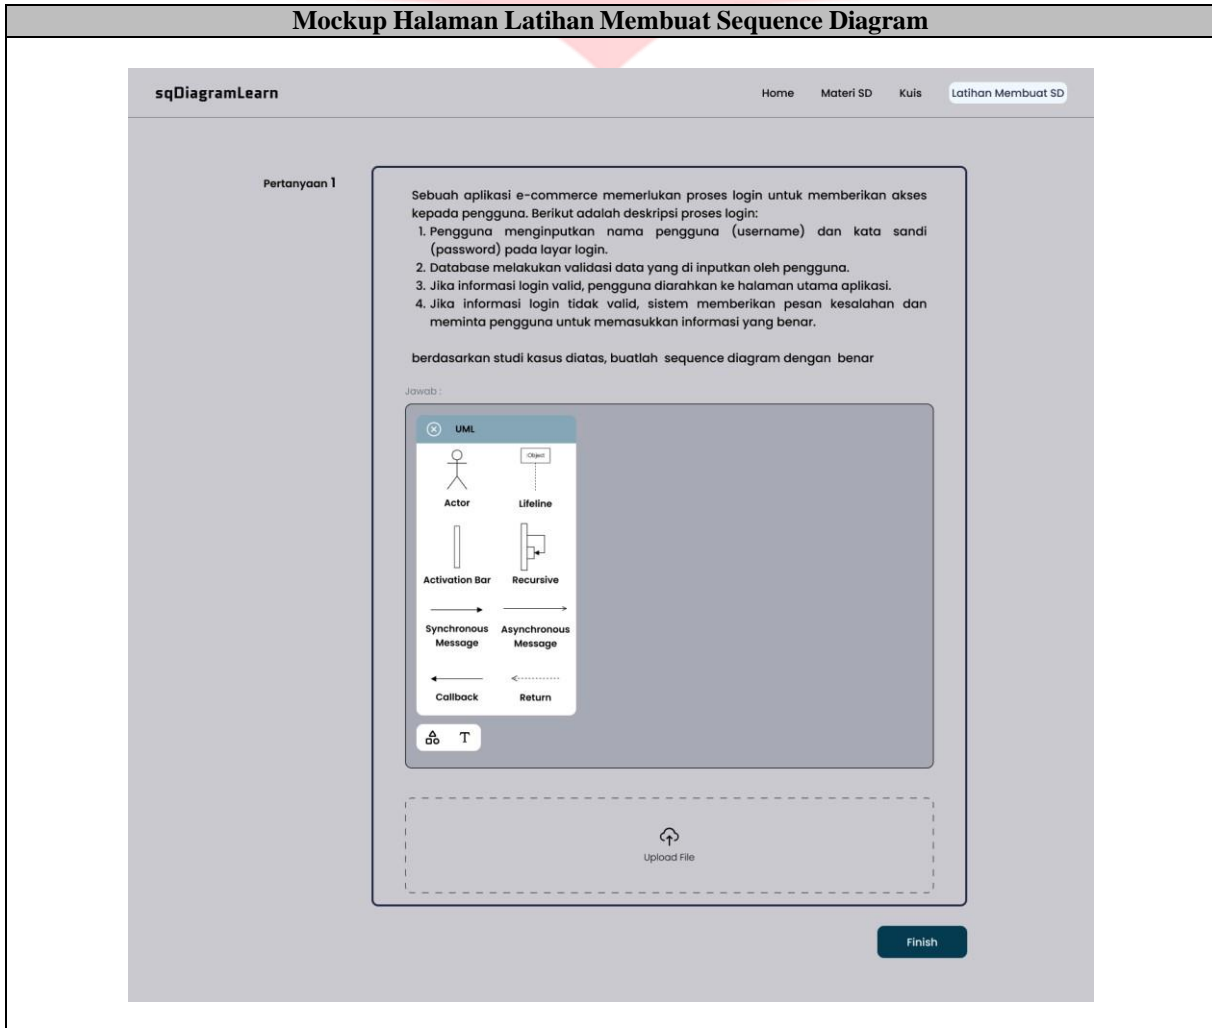 Mockup Halaman Latihan Membuat Sequence Diagram
sqDiagramLearn
Home Materi SD Kuis Latihan Membuat SD
Pertanyaan 1
Sebuah aplikasi e-commerce memerlukan proses login untuk memberikan akses
kepada pengguna. Berikut adalah deskripsi proses login:
1. Pengguna menginputkan nama pengguna (username) dan kata sandi
(password) pada layar login.
2. Database melakukan validasi data yang di inputkan oleh pengguna.
3. Jika informasi login valid, pengguna diarahkan ke halaman utama aplikasi.
4. Jika informasi login tidak valid, sistem memberikan pesan kesalahan dan
meminta pengguna untuk memasukkan informasi yang benar.
berdasarkan studi kasus diatas, buatlah sequence diagram dengan benar
Jawab :
UML
:Object
Actor Lifeline
Activation Bar Recursive
Synchronous Asynchronous
Message Message
Callback Return
T
Upload File
Finish